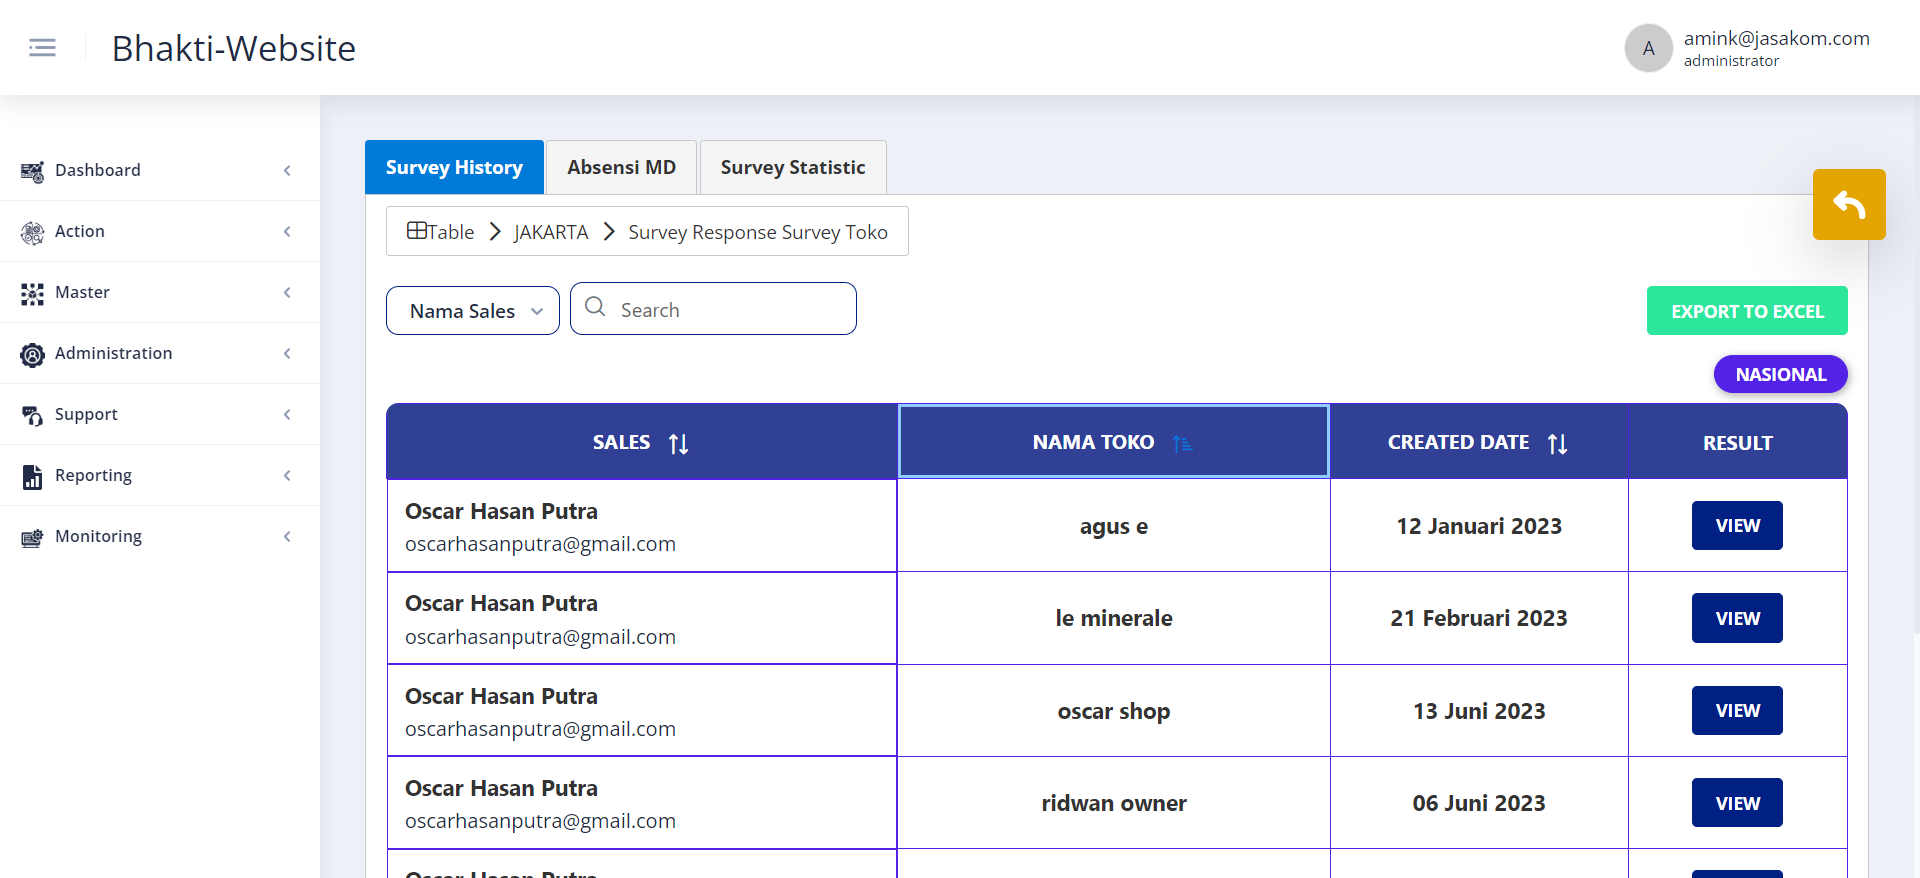 Bhakti-Website
A
amink@jasakom.com
administrator
Dashboard
Action
Master
Administration
Support
Reporting
Monitoring
Survey History
Absensi MD
Survey Statistic
Table
JAKARTA
Survey Response Survey Toko
Nama Sales
Search
EXPORT TO EXCEL
NASIONAL
SALES
NAMA TOKO
CREATED DATE
RESULT
Oscar Hasan Putra
oscarhasanputra@gmail.com
agus e
12 Januari 2023
VIEW
Oscar Hasan Putra
oscarhasanputra@gmail.com
le minerale
21 Februari 2023
VIEW
Oscar Hasan Putra
oscarhasanputra@gmail.com
oscar shop
13 Juni 2023
VIEW
Oscar Hasan Putra
oscarhasanputra@gmail.com
ridwan owner
06 Juni 2023
VIEW